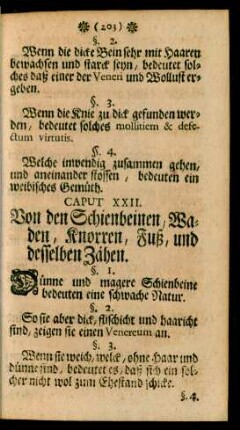 ❋ (203) ❋
§. 2.
Wenn die dicke Bein sehr mit Haaren
bewachsen und starck seyn, bedeutet sol-
ches daß einer der Veneri und Wollust er-
geben.
§. 3.
Wenn die Knie zu dick gefunden wer-
den, bedeutet solches mollitiem & defe-
ctum virtutis.
§. 4.
Welche inwendig zusammen gehen,
und aneinander stossen, bedeuten ein
weibisches Gemüth.
CAPUT XXII.
Von den Schienbeinen, Wa-
den, Knorren, Fuß, und
desselben Zähen.
§. 1.
Dünne und magere Schienbeine
bedeuten eine schwache Natur.
§. 2.
So sie aber dick, und haaricht
sind, zeigen sie einen Venereum an.
§. 3.
Wenn sie weich, welck, ohne Haar und
dünne sind, bedeutet es, daß sich ein sol-
cher nicht wol zum Ehestand schicke.
§. 4.